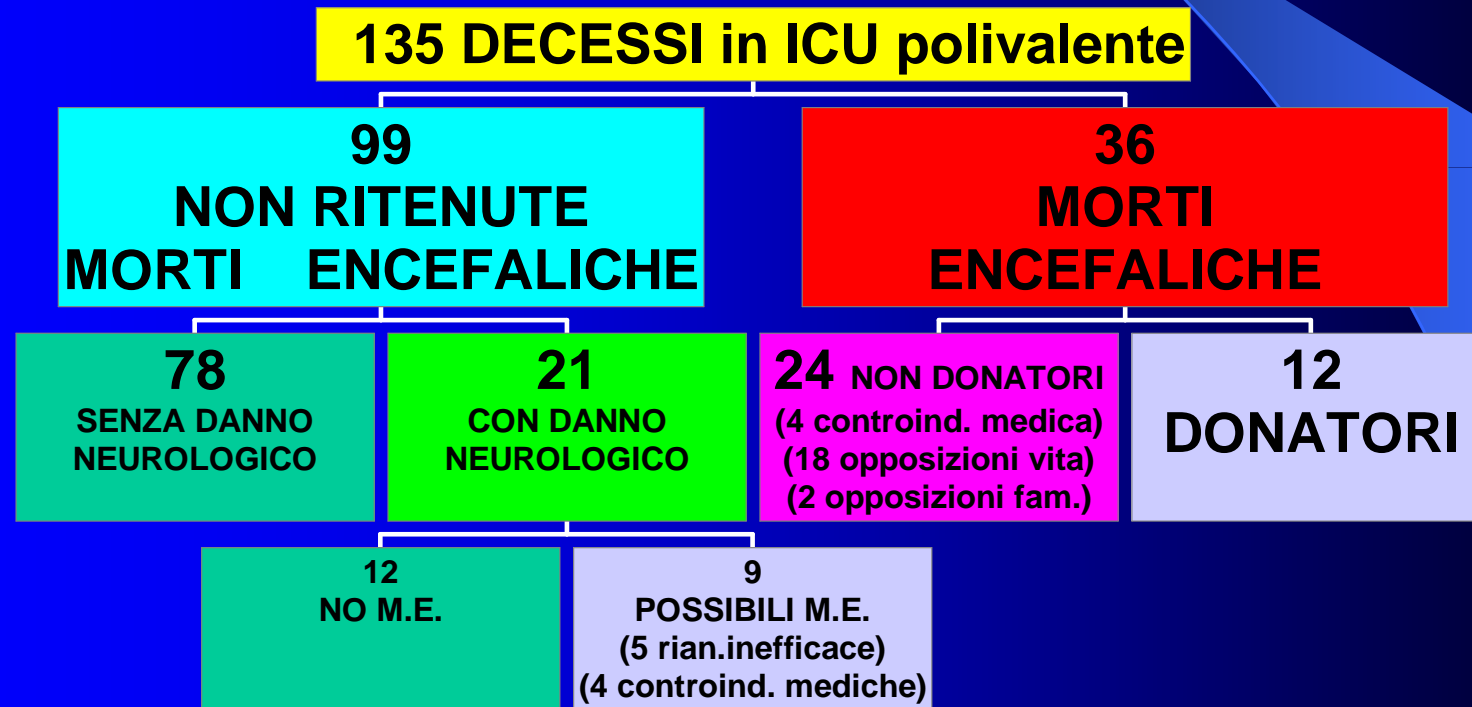 135 DECESSI in ICU polivalente
99
NON RITENUTE
MORTI ENCEFALICHE
36
MORTI
ENCEFALICHE
78
SENZA DANNO
NEUROLOGICO
21
CON DANNO
NEUROLOGICO
24 NON DONATORI
(4 controind. medica)
(18 opposizioni vita)
(2 opposizioni fam.)
12
DONATORI
12
NO M.E.
9
POSSIBILI M.E.
(5 rian.inefficace)
(4 controind. mediche)